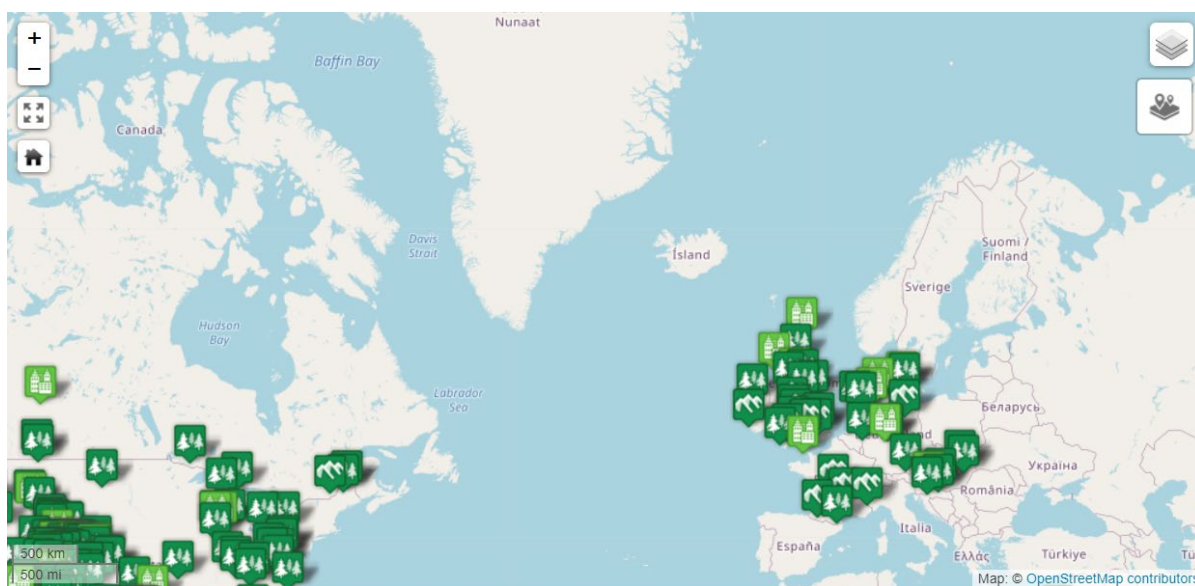 Nunaat
+
−
Baffin Bay
Canada
Davis
Strait
Ísland
Suomi /
Finland
Sverige
Hudson
Bay
Labrador
Sea
Беларусь
Україна
România
Italia
España
Ελλάς
Türkiye
500 km
500 mi
Map: © OpenStreetMap contributors